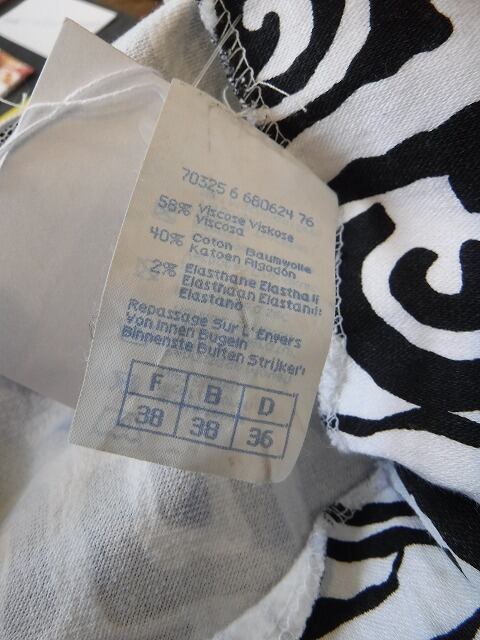 70325 6 680624 76
58% Viscose Viskose
Viscosa
40% Coton Baumwolle
Katoen Algodón
2% Elasthane Elasthan
Elasthaan Elastan
Elastano
Repassage Sur L'Envers
Von Innen Bugeln
Binnenste Buiten Strijken
F B D
38 38 36